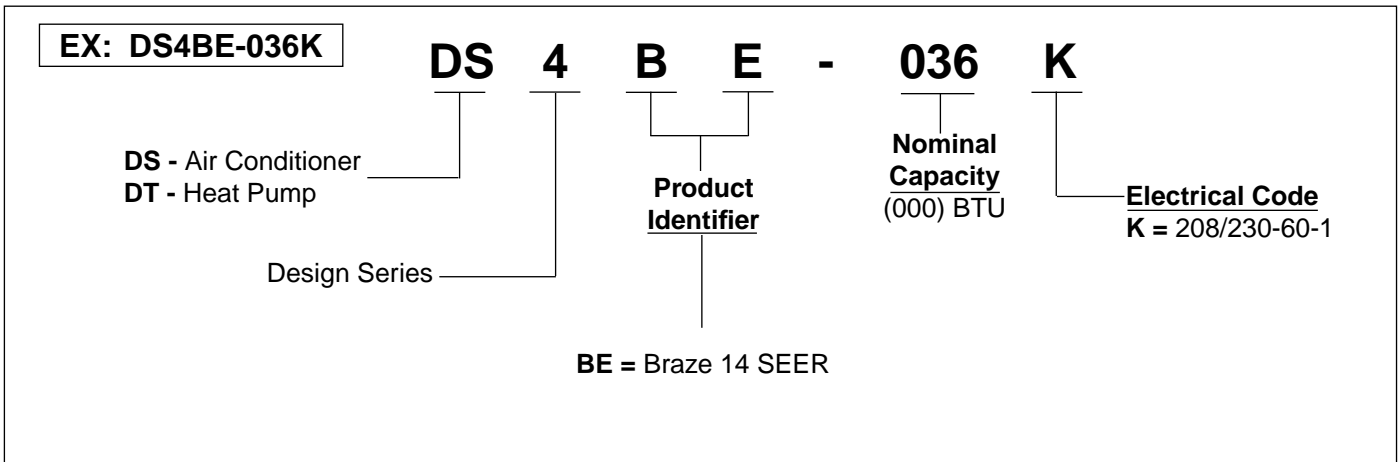 EX: DS4BE-036K
DS 4 B E - 036 K
DS - Air Conditioner
DT - Heat Pump
Design Series
Product
Identifier
BE = Braze 14 SEER
Nominal
Capacity
(000) BTU
Electrical Code
K = 208/230-60-1